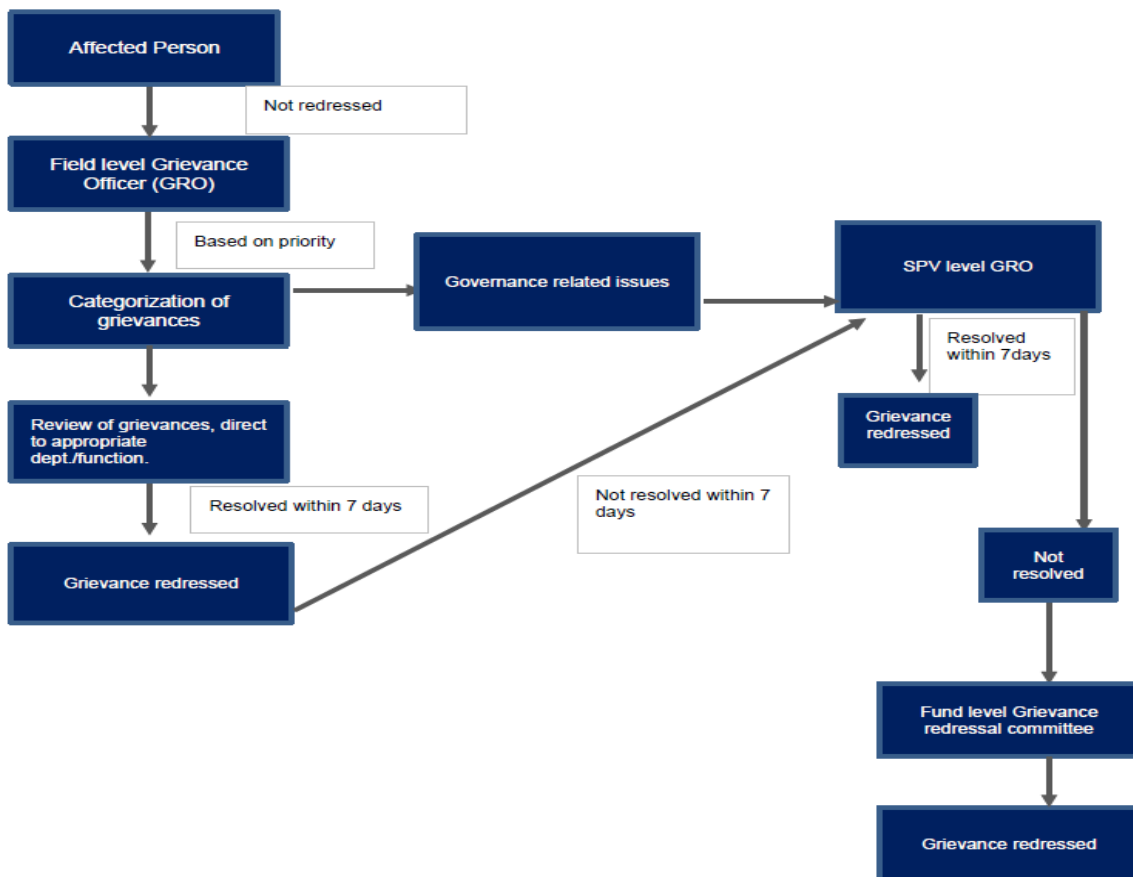 Affected Person
Not redressed
Field level Grievance
Officer (GRO)
Based on priority
Categorization of
grievances
Governance related issues
SPV level GRO
Resolved
within 7days
Grievance
redressed
Review of grievances, direct
to appropriate
dept./function.
Resolved within 7 days
Not resolved within 7
days
Grievance redressed
Not
resolved
Fund level Grievance
redressal committee
Grievance redressed